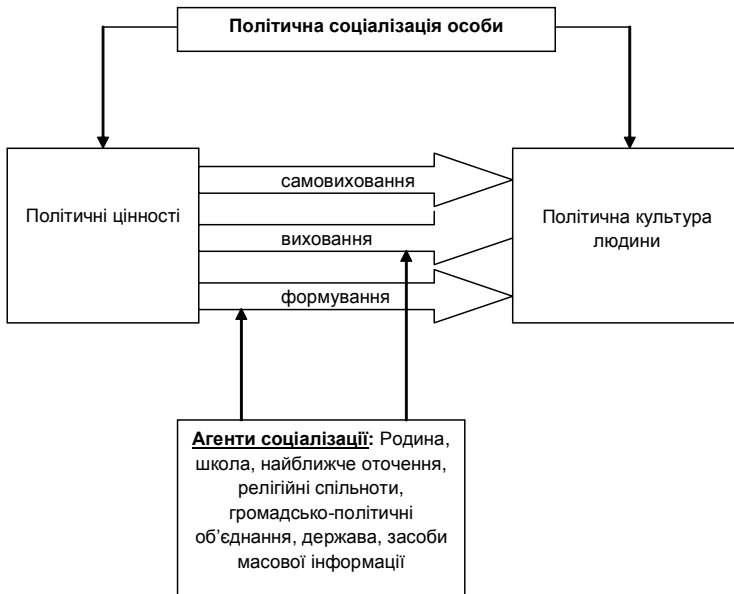 Політична соціалізація особи
Політичні цінності
самовиховання
виховання
формування
Політична культура
людини
Агенти соціалізації: Родина,
школа, найближче оточення,
релігійні спільноти,
громадсько-політичні
об’єднання, держава, засоби
масової інформації